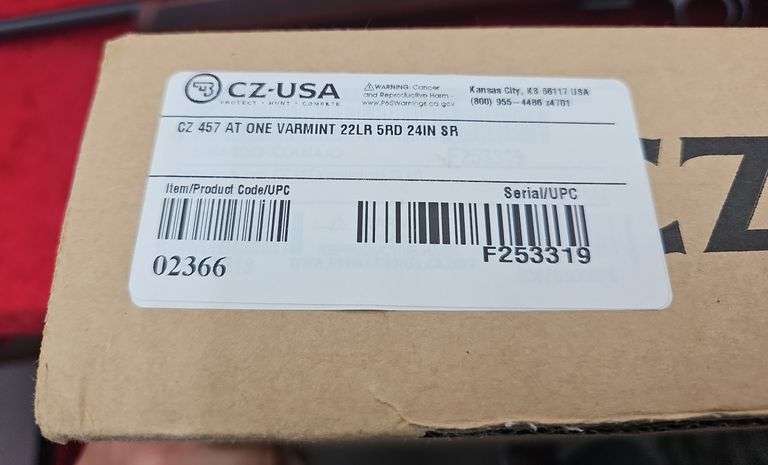 CZ-USA
PROTECT • HUNT • COMPETE
⚠WARNING: Cancer
and Reproductive Harm -
www.P65Warnings.ca.gov
Kansas City, KS 66117 USA
(800) 955-4486 x4701
CZ 457 AT ONE VARMINT 22LR 5RD 24IN SR
Item/Product Code/UPC
02366
Serial/UPC
F253319
CZ